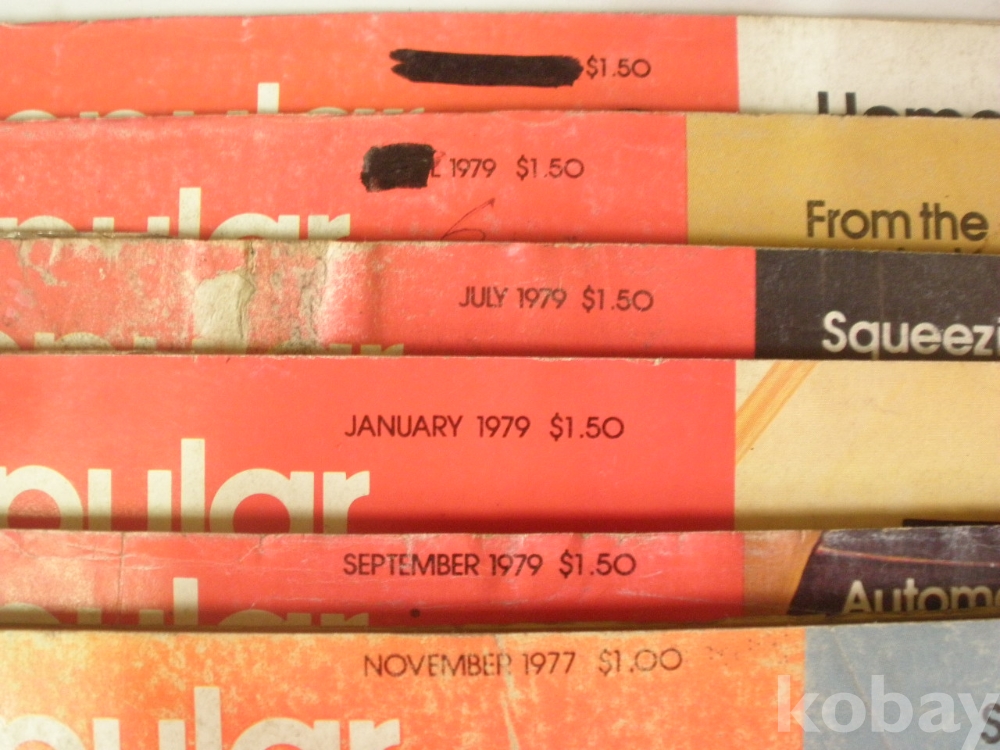 $1.50
1979 $1.50
From the
JULY 1979 $1.50
Squeezi
JANUARY 1979 $1.50
pular
SEPTEMBER 1979 $1.50
Autom
NOVEMBER 1977 $1.00
pular
kobay